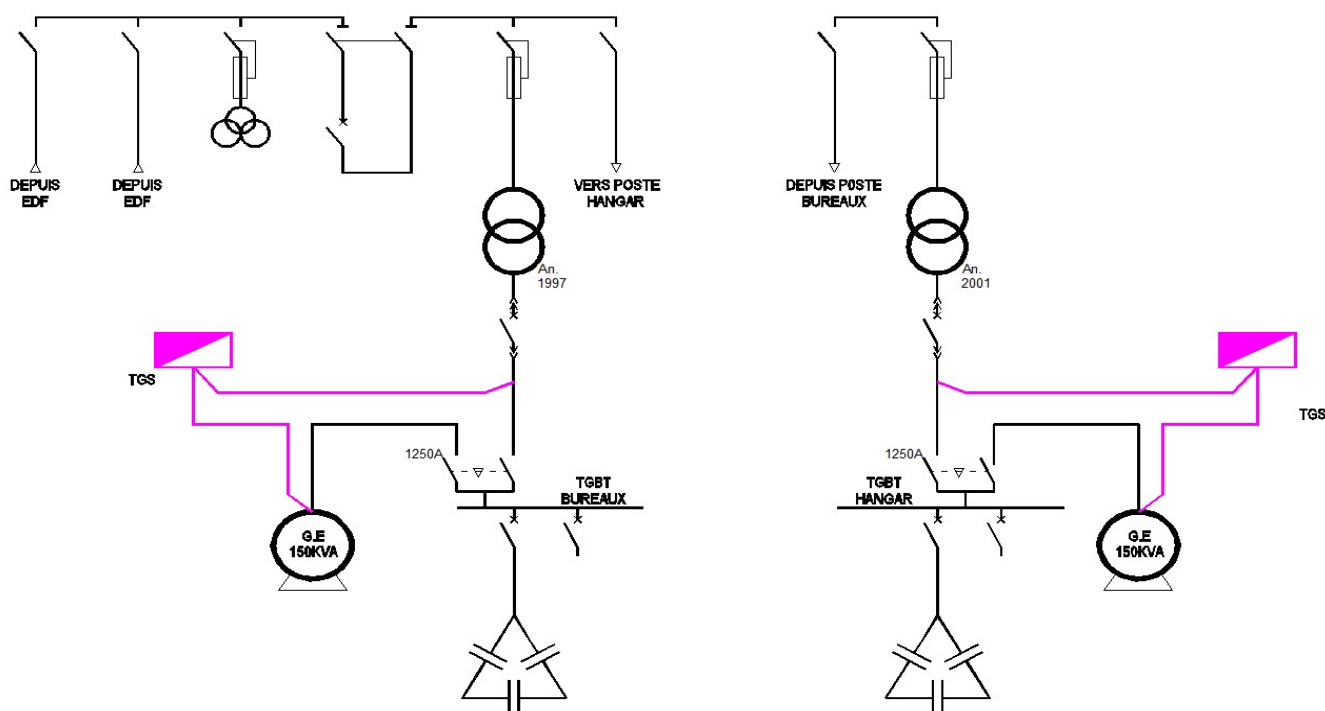 DEPUIS
EDF
DEPUIS
EDF
VERS POSTE
HANGAR
DEPUIS POSTE
BUREAUX
An.
1997
An.
2001
TGS
TGS
1250A
1250A
TGBT
BUREAUX
TGBT
HANGAR
G.E
150KVA
G.E
150KVA